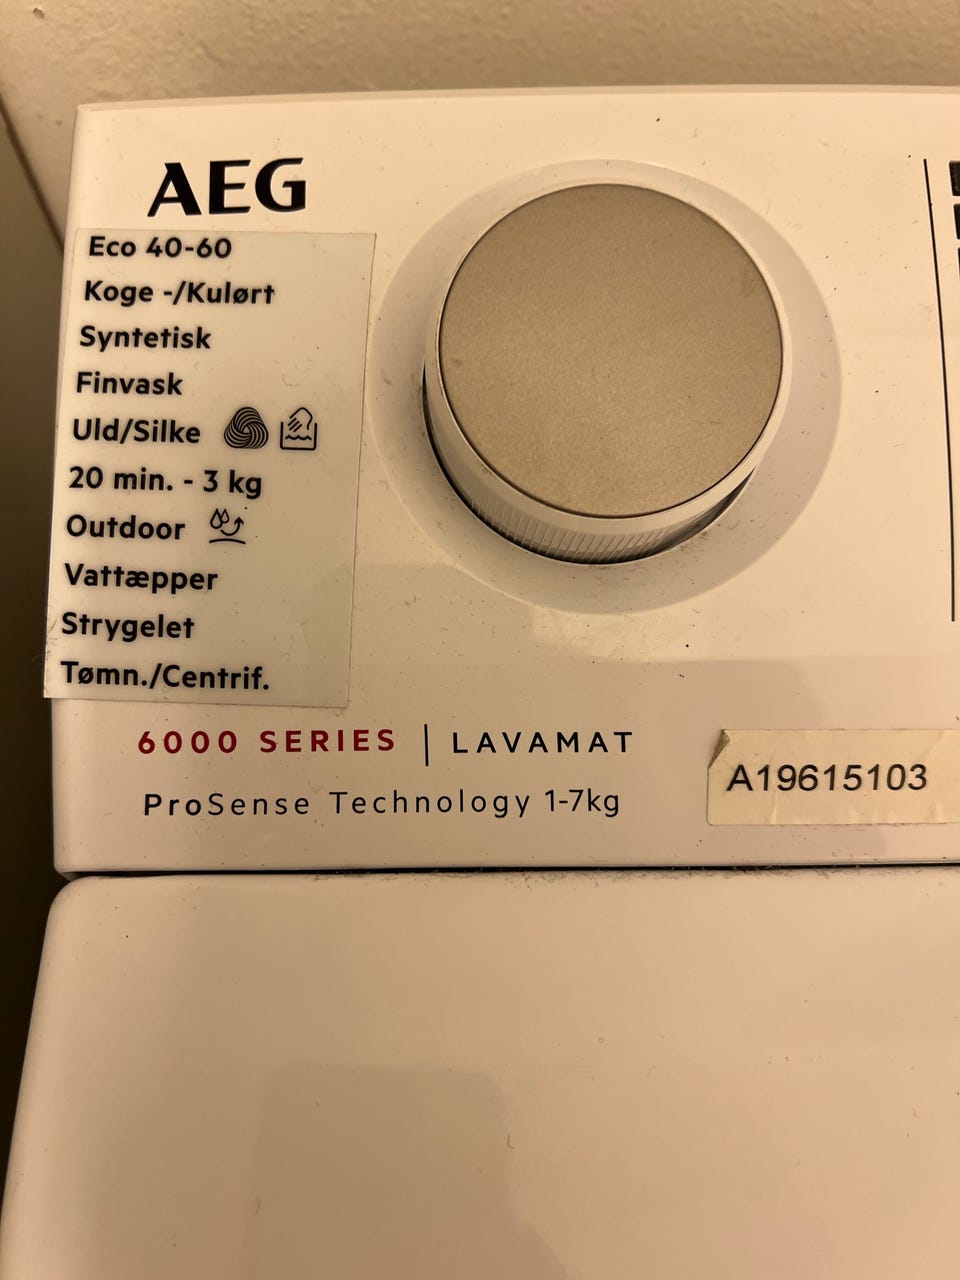 AEG
Eco 40-60
Koge -/Kulørt
Syntetisk
Finvask
Uld/Silke
20 min. - 3 kg
Outdoor
Vattæpper
Strygelet
Tømn./Centrif.
6000 SERIES | LAVAMAT
ProSense Technology 1-7kg
A19615103